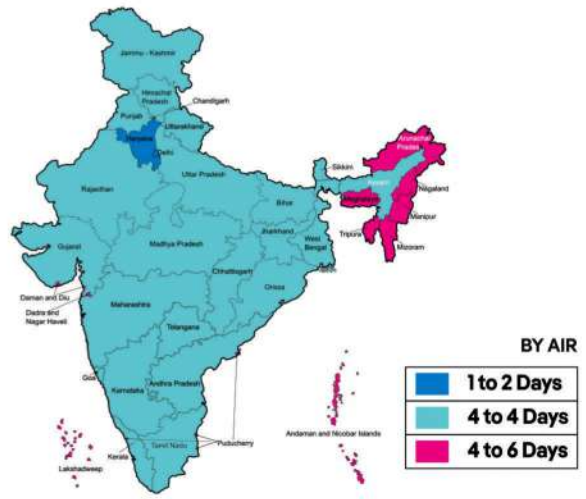 Jammu - Kashmir
Himachal
Pradesh
Chandigarh
Punjab
Uttarakhand
Haryana
Delhi
Arunachal
Prades
Sikkim
Rajasthan
Uttar Pradesh
Assam
Nagaland
Meghalaya
Bihar
Manipur
Tripura
Jharkhand
West
Bengal
Gujarat
Madhya Pradesh
Mizoram
Chhattisgarh
Daman and Diu
Orissa
Dadra and
Nagar Haveli
Maharashtra
Telangana
BY AIR
Goa
Andhra Pradesh
1 to 2 Days
Karnataka
4 to 4 Days
Andaman and Nicobar Islands
Puducherry
Tamil Nadu
4 to 6 Days
Kerala
Lakshadweep